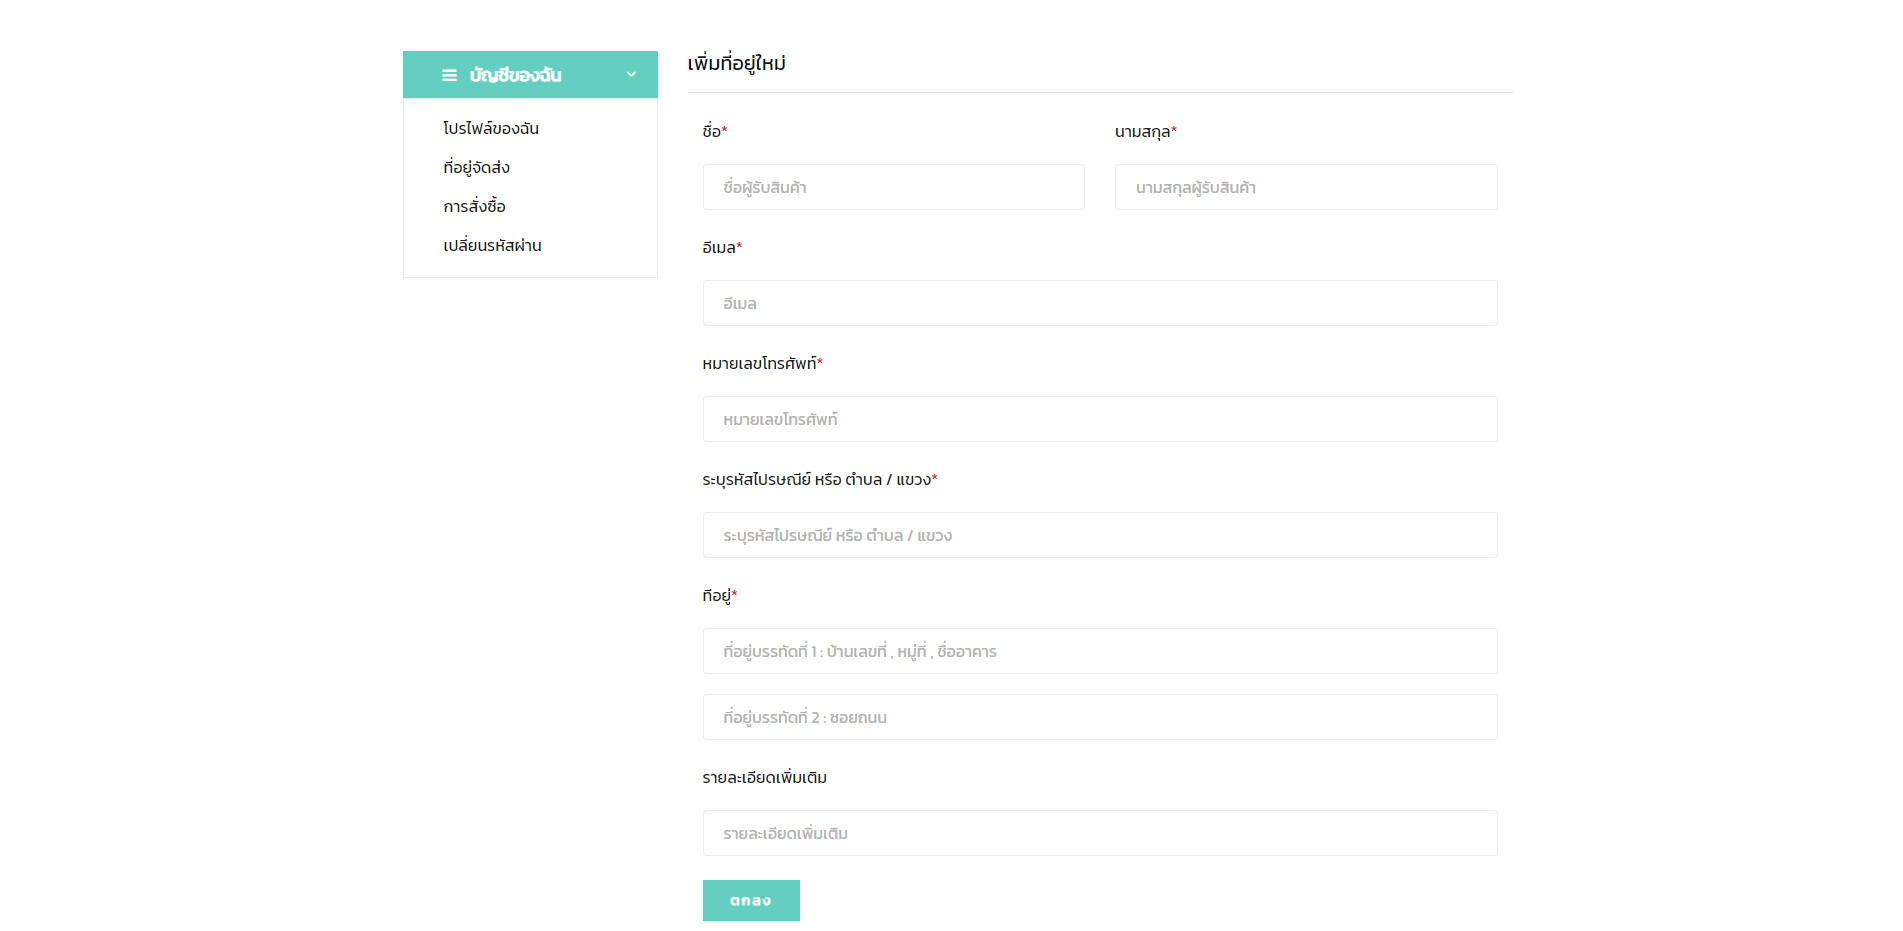 บัญชีของฉัน
โปรไฟล์ของฉัน
ที่อยู่จัดส่ง
การสั่งซื้อ
เปลี่ยนรหัสผ่าน
เพิ่มที่อยู่ใหม่
ชื่อ*
นามสกุล*
ชื่อผู้รับสินค้า
นามสกุลผู้รับสินค้า
อีเมล*
อีเมล
หมายเลขโทรศัพท์*
หมายเลขโทรศัพท์
ระบุรหัสไปรษณีย์ หรือ ตำบล / แขวง*
ระบุรหัสไปรษณีย์ หรือ ตำบล / แขวง
ทีอยู่*
ที่อยู่บรรทัดที่ 1 : บ้านเลขที่ , หมู่ที่ , ชื่ออาคาร
ที่อยู่บรรทัดที่ 2 : ซอยถนน
รายละเอียดเพิ่มเติม
รายละเอียดเพิ่มเติม
ตกลง